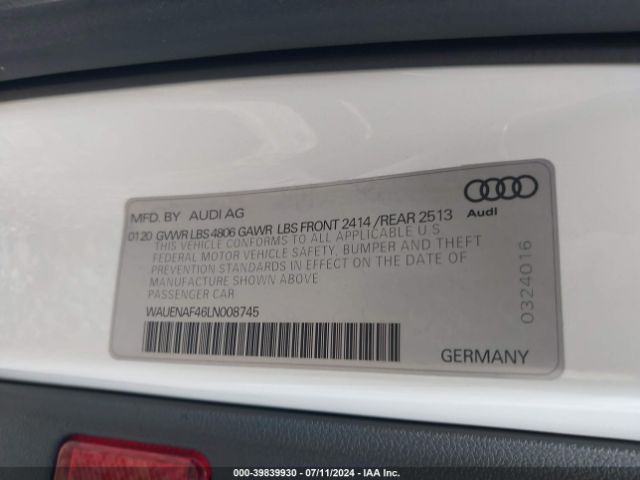 MFD. BY AUDI AG
0120 GVWR LBS 4806 GAWR LBS FRONT 2414 /REAR 2513
THIS VEHICLE CONFORMS TO ALL APPLICABLE U.S
FEDERAL MOTOR VEHICLE SAFETY, BUMPER AND THEFT
PREVENTION STANDARDS IN EFFECT ON THE DATE OF
MANUFACTURE SHOWN ABOVE.
PASSENGER CAR
WAUENAF46LN008745
Audi
0324016
GERMANY
000-39839930 - 07/11/2024 - IAA Inc.